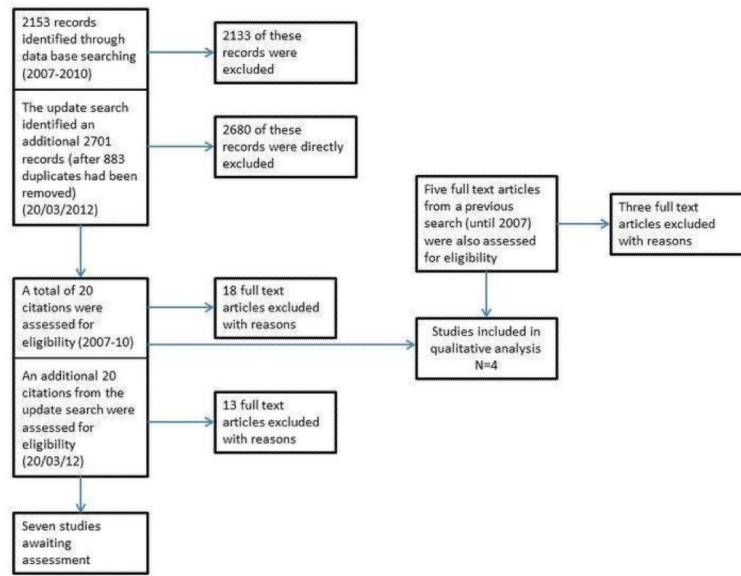 2153 records
identified through
data base searching
(2007-2010)
2133 of these
records were
excluded
The update search
identified an
additional 2701
records (after 883
duplicates had been
removed)
(20/03/2012)
2680 of these
records were directly
excluded
Five full text articles
from a previous
search (until 2007)
were also assessed
for eligibility
Three full text
articles excluded
with reasons
A total of 20
citations were
assessed for
eligibility (2007-10)
18 full text
articles excluded
with reasons
Studies included in
qualitative analysis
N=4
An additional 20
citations from the
update search were
assessed for
eligibility
(20/03/12)
13 full text
articles excluded
with reasons
Seven studies
awaiting
assessment